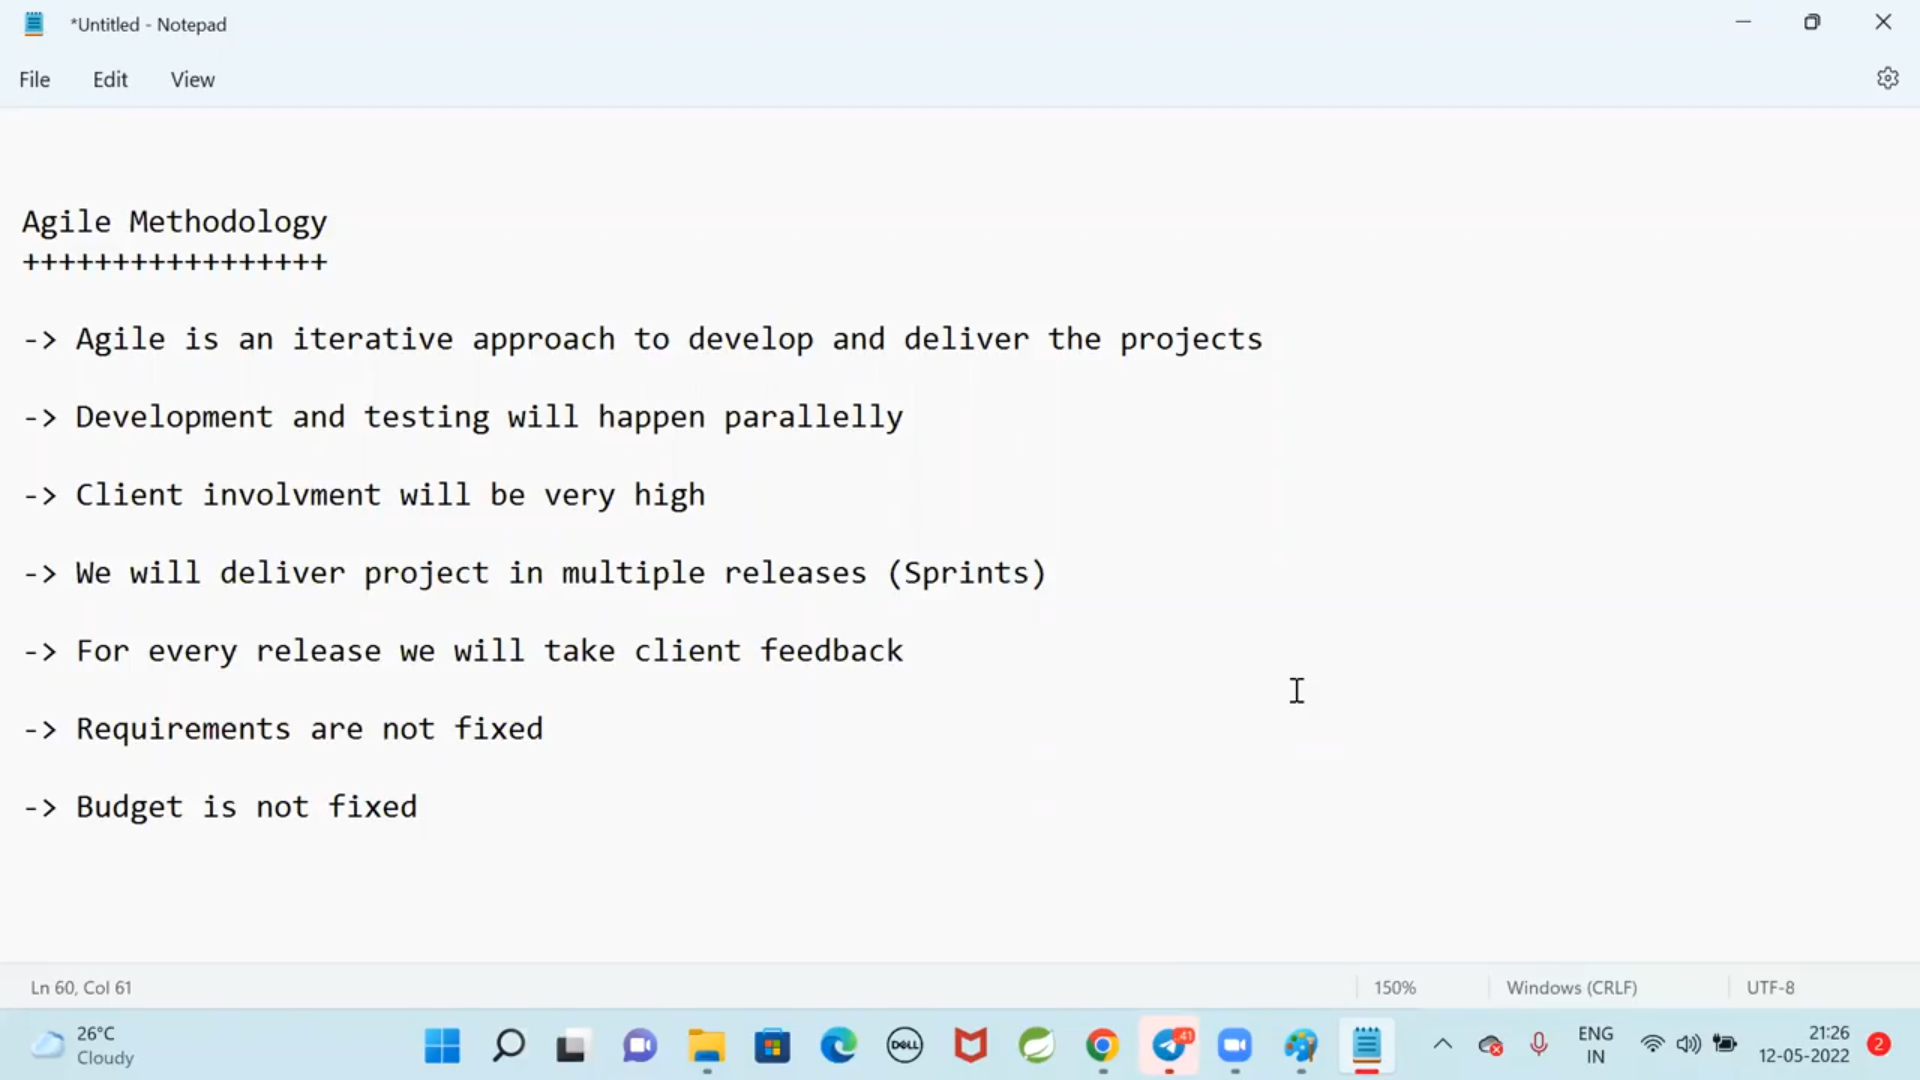 *Untitled - Notepad
File Edit View
Agile Methodology
+++++++++++++++++
-> Agile is an iterative approach to develop and deliver the projects
-> Development and testing will happen parallelly
-> Client involvment will be very high
-> We will deliver project in multiple releases (Sprints)
-> For every release we will take client feedback
-> Requirements are not fixed
-> Budget is not fixed
Ln 60, Col 61 150% Windows (CRLF) UTF-8
26°C
Cloudy
DELL
41
ENG
IN
21:26
12-05-2022
2